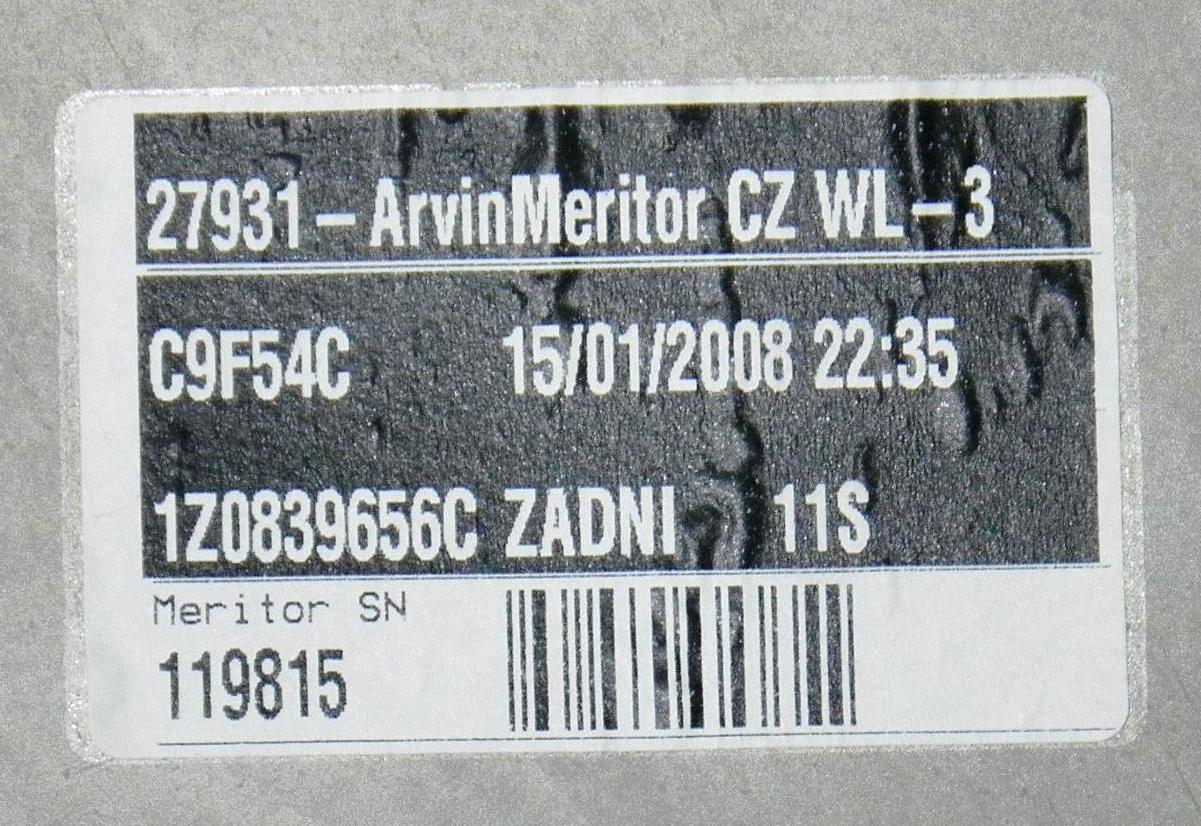 27931 – ArvinMeritor CZ WL – 3
C9F54C 15/01/2008 22:35
1Z0839656C ZADNI 11S
Meritor SN
119815